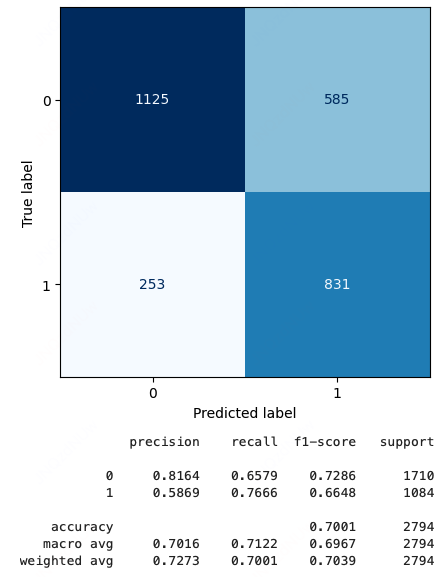 True label
0
1125
585
1
253
831
0
1
Predicted label
precision recall f1-score support
0 0.8164 0.6579 0.7286 1710
1 0.5869 0.7666 0.6648 1084
accuracy 0.7001 2794
macro avg 0.7016 0.7122 0.6967 2794
weighted avg 0.7273 0.7001 0.7039 2794